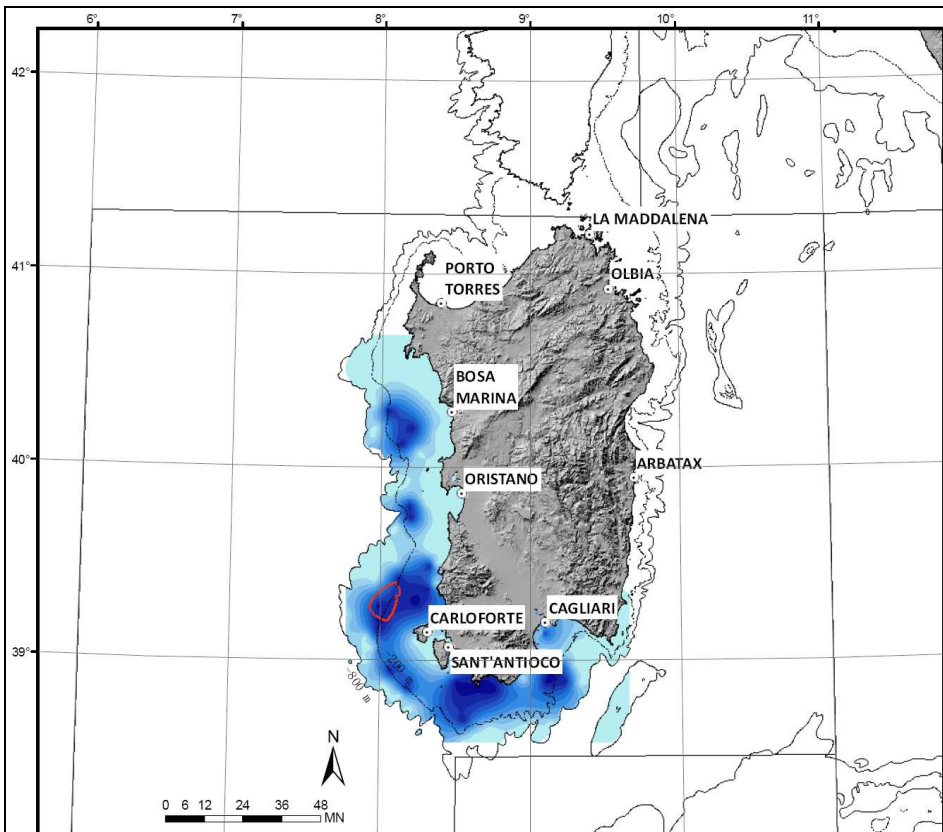 6° 7° 8° 9° 10° 11°
42°
LA MADDALENA
41°
PORTO
TORRES
OLBIA
BOSA
MARINA
40°
ARBATAX
ORISTANO
CAGLIARI
CARLOFORTE
39°
SANT'ANTIOCO
-200 m
-800 m
N
0 6 12 24 36 48
MN